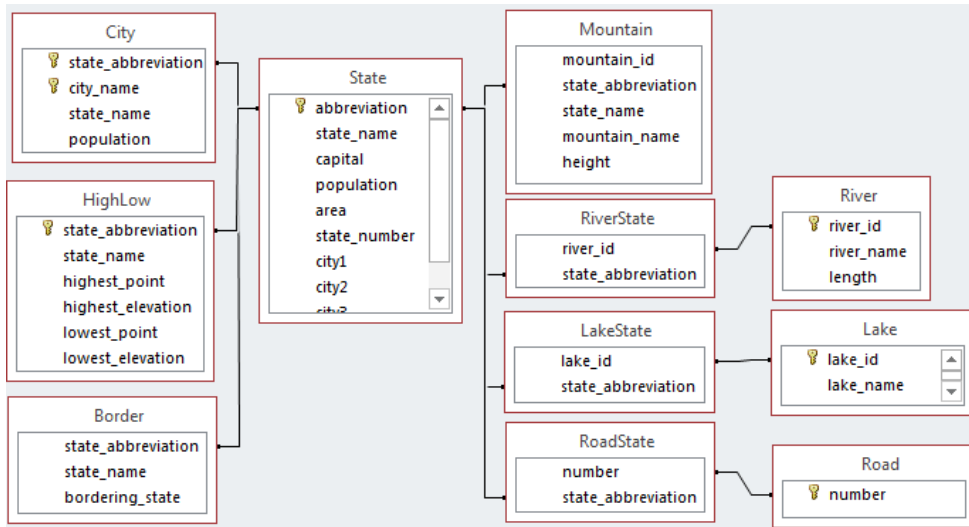 City
state_abbreviation
city_name
state_name
population
HighLow
state_abbreviation
state_name
highest_point
highest_elevation
lowest_point
lowest_elevation
Border
state_abbreviation
state_name
bordering_state
State
abbreviation
state_name
capital
population
area
state_number
city1
city2
city3
Mountain
mountain_id
state_abbreviation
state_name
mountain_name
height
RiverState
river_id
state_abbreviation
River
river_id
river_name
length
LakeState
lake_id
state_abbreviation
Lake
lake_id
lake_name
RoadState
number
state_abbreviation
Road
number